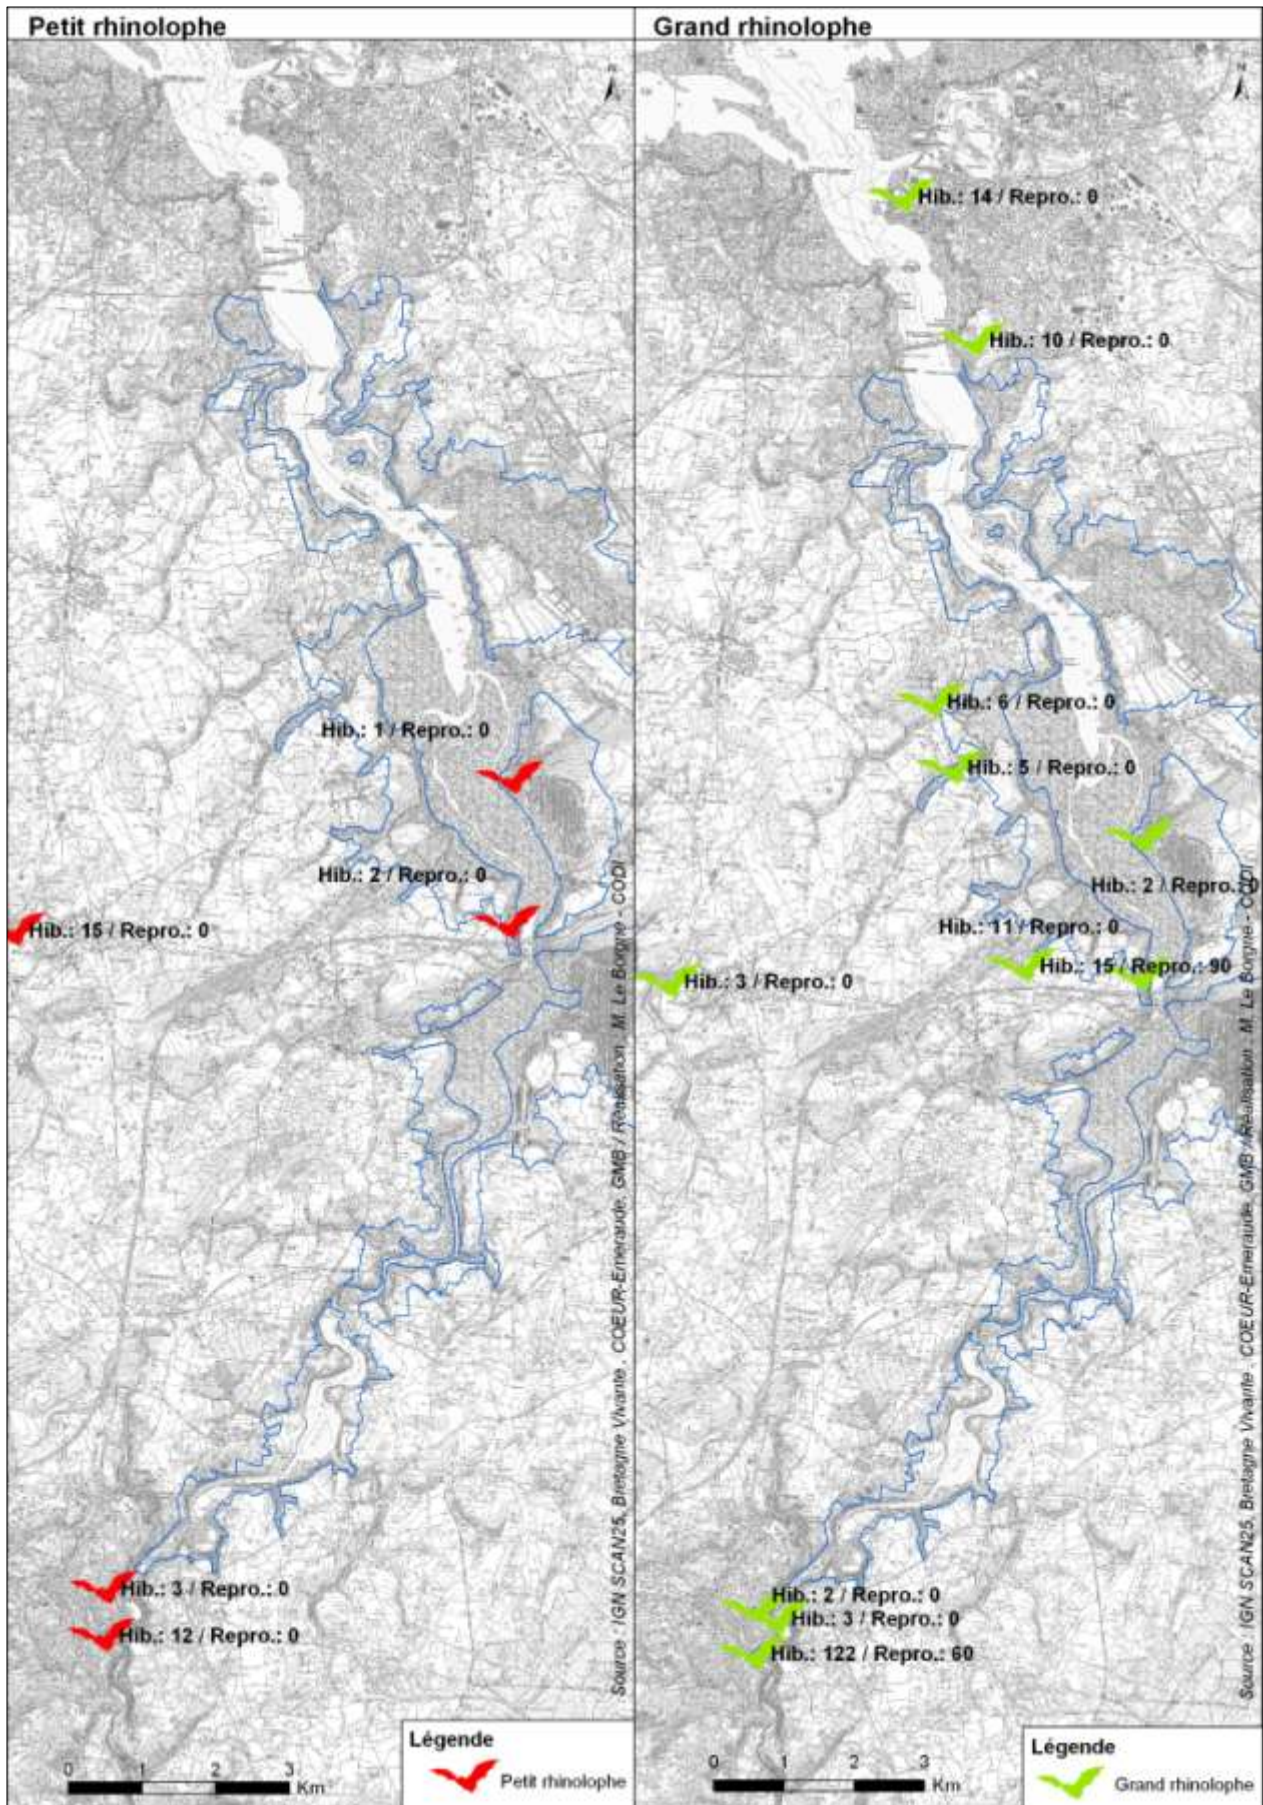 Petit rhinolophe
N
Hib.: 1 / Repro.: 0
Hib.: 2 / Repro.: 0
Hib.: 15 / Repro.: 0
Hib.: 3 / Repro.: 0
Hib.: 12 / Repro.: 0
Source : IGN SCAN25, Bretagne Vivante , COEUR-Emeraude, GMB / Réalisation : M. Le Borgne - CODI
0 1 2 3
Km
Légende
Petit rhinolophe
Grand rhinolophe
N
Hib.: 14 / Repro.: 0
Hib.: 10 / Repro.: 0
Hib.: 6 / Repro.: 0
Hib.: 5 / Repro.: 0
Hib.: 2 / Repro.: 0
Hib.: 11 / Repro.: 0
Hib.: 15 / Repro.: 90
Hib.: 3 / Repro.: 0
Hib.: 2 / Repro.: 0
Hib.: 3 / Repro.: 0
Hib.: 122 / Repro.: 60
Source : IGN SCAN25, Bretagne Vivante , COEUR-Emeraude, GMB / Réalisation : M. Le Borgne - CODI
0 1 2 3
Km
Légende
Grand rhinolophe